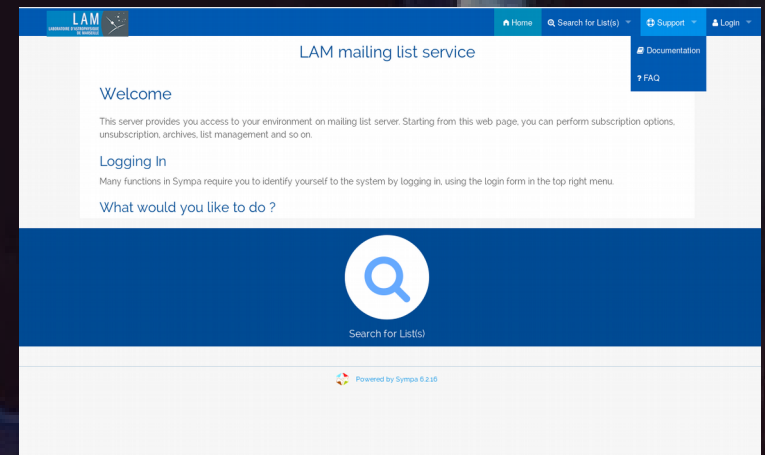 LAM
LABORATOIRE D'ASTROPHYSIQUE
DE MARSEILLE
Home
Search for List(s)
Support
Login
Documentation
? FAQ
LAM mailing list service
Welcome
This server provides you access to your environment on mailing list server. Starting from this web page, you can perform subscription options,
unsubscription, archives, list management and so on.
Logging In
Many functions in Sympa require you to identify yourself to the system by logging in, using the login form in the top right menu.
What would you like to do ?
Search for List(s)
Powered by Sympa 6.2.16